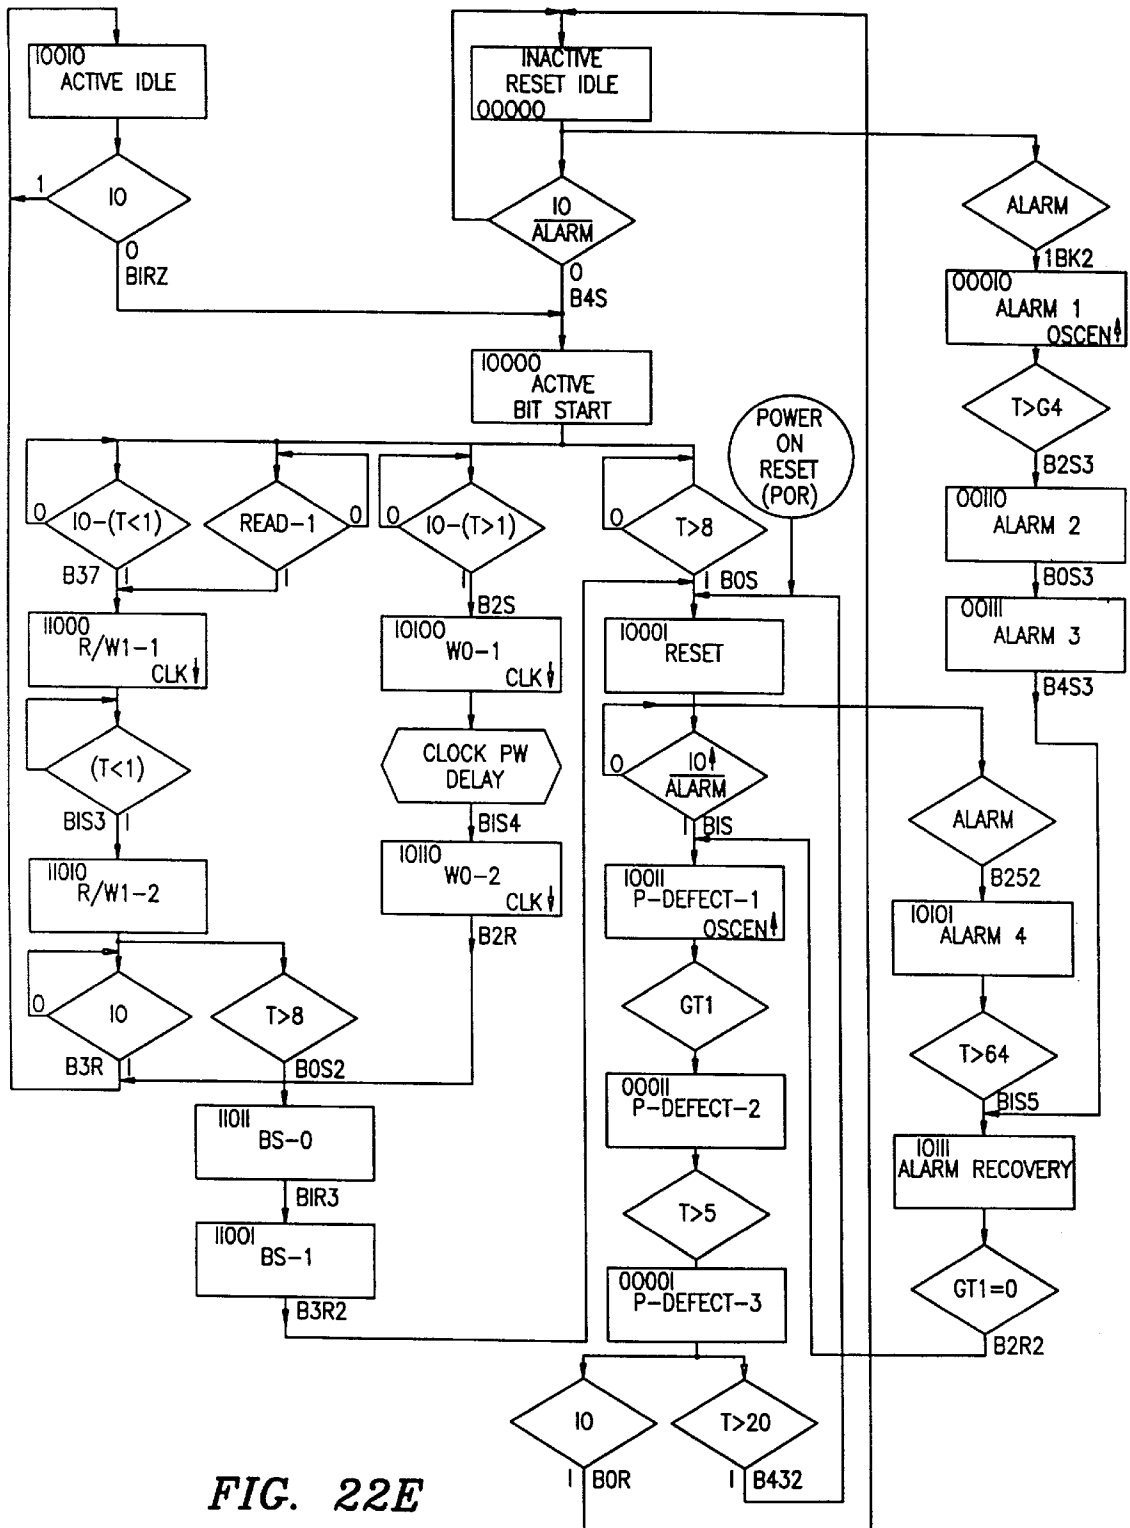 10010
ACTIVE IDLE
IO
1
0
BIRZ
INACTIVE
RESET IDLE
00000
IO
ALARM
0
B4S
ALARM
1BK2
00010
ALARM 1
OSCEN
T>G4
B2S3
00110
ALARM 2
B0S3
00111
ALARM 3
B4S3
10000
ACTIVE
BIT START
POWER
ON
RESET
(POR)
IO-(T<1)
0
B37
1
READ-1
0
1
IO-(T>1)
0
1
B2S
T>8
0
1
B0S
11000
R/W1-1
CLK
(T<1)
BIS3
1
11010
R/W1-2
IO
0
B3R
1
T>8
B0S2
10100
W0-1
CLK
CLOCK PW
DELAY
BIS4
10110
W0-2
CLK
B2R
11011
BS-0
BIR3
11001
BS-1
B3R2
10001
RESET
IO
ALARM
0
1
BIS
10011
P-DEFECT-1
OSCEN
GT1
00011
P-DEFECT-2
T>5
00001
P-DEFECT-3
IO
1
B0R
T>20
1
B432
ALARM
B252
10101
ALARM 4
T>64
BIS5
10111
ALARM RECOVERY
GT1=0
B2R2
FIG. 22E